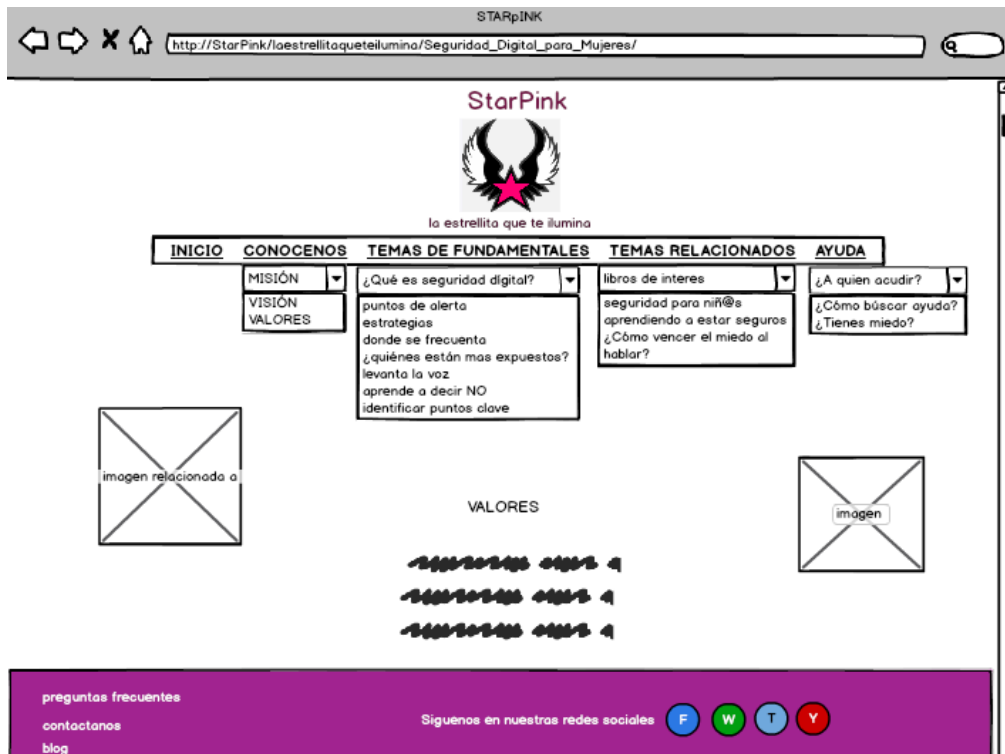 STARpINK
http://StarPink/laestrellitaqueteilumina/Seguridad_Digital_para_Mujeres/
StarPink
la estrellita que te ilumina
INICIO CONOCENOS TEMAS DE FUNDAMENTALES TEMAS RELACIONADOS AYUDA
MISIÓN
VISIÓN
VALORES
¿Qué es seguridad digital?
puntos de alerta
estrategias
donde se frecuenta
¿quiénes están mas expuestos?
levanta la voz
aprende a decir NO
identificar puntos clave
libros de interes
seguridad para niñ@s
aprendiendo a estar seguros
¿Cómo vencer el miedo al
hablar?
¿A quien acudir?
¿Cómo búscar ayuda?
¿Tienes miedo?
imagen relacionada a
VALORES
imagen
preguntas frecuentes
contactanos
blog
Siguenos en nuestras redes sociales F W T Y